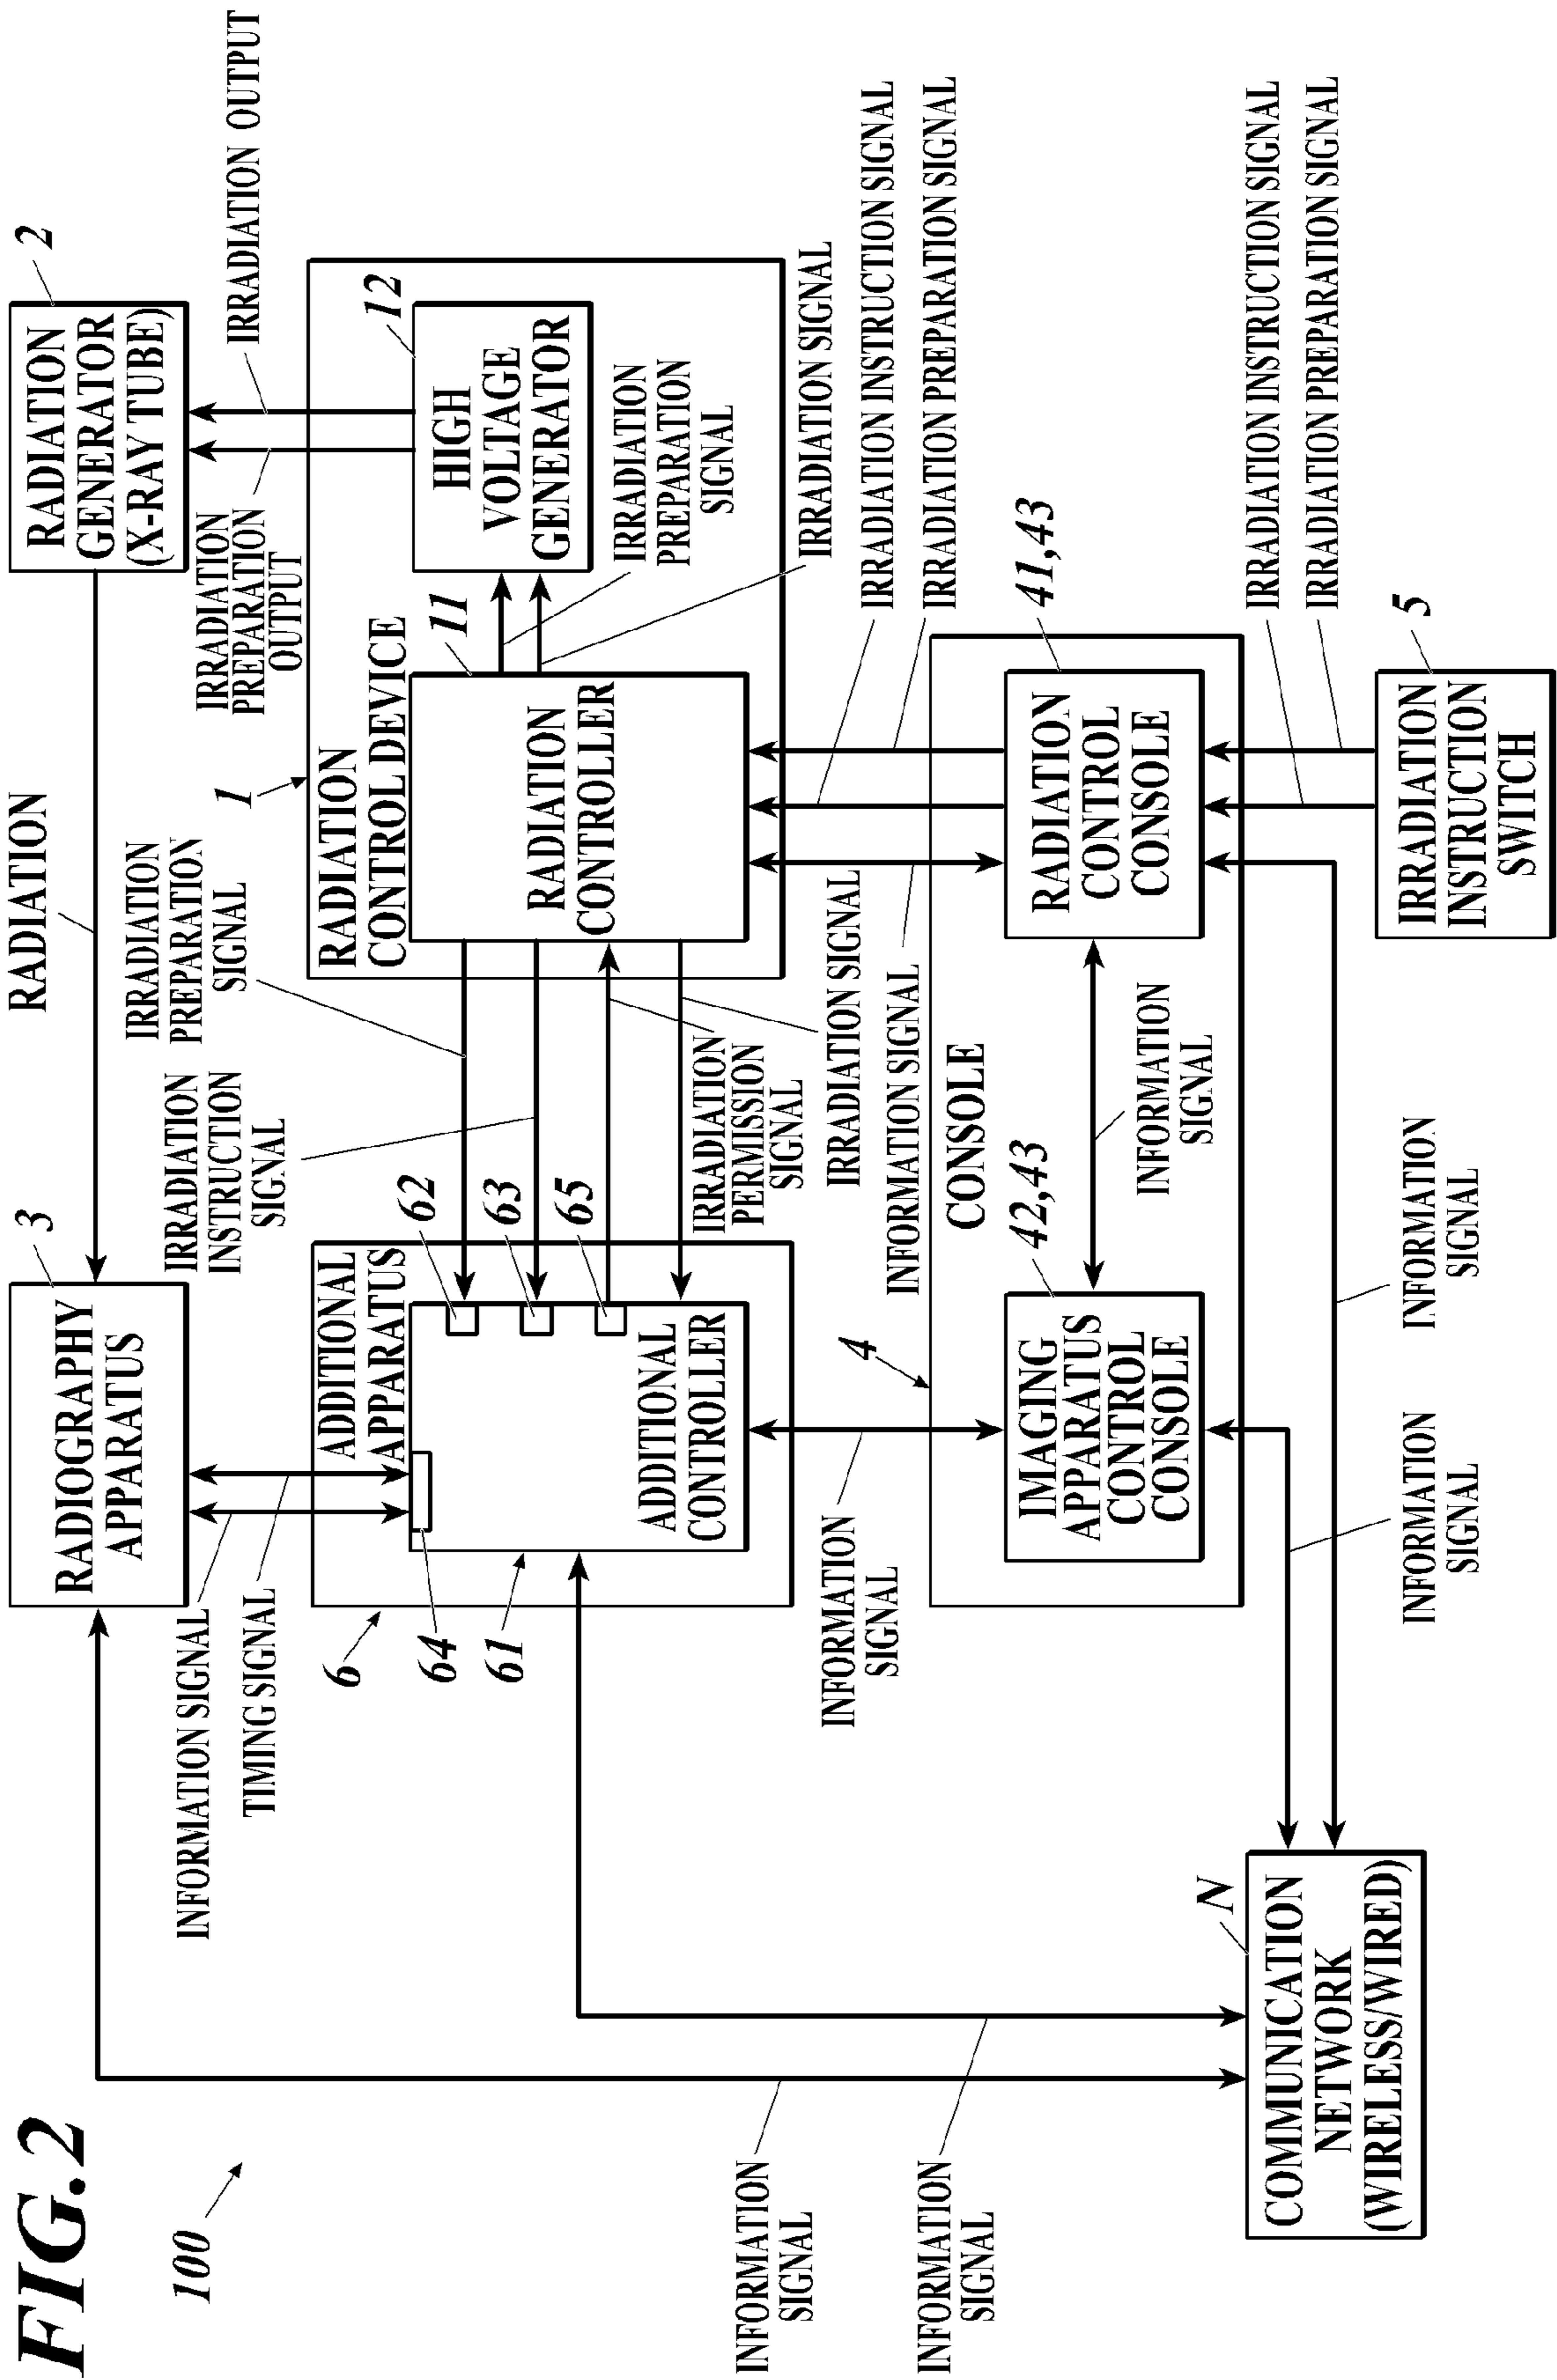 FIG.2
100
RADIOGRAPHY
APPARATUS
3
RADIATION
RADIATION
GENERATOR
(X-RAY TUBE)
2
INFORMATION SIGNAL
TIMING SIGNAL
IRRADIATION
INSTRUCTION
SIGNAL
IRRADIATION
PREPARATION
SIGNAL
IRRADIATION
PREPARATION
OUTPUT
IRRADIATION OUTPUT
1
6
64
61
ADDITIONAL
APPARATUS
62
63
65
ADDITIONAL
CONTROLLER
RADIATION
CONTROL DEVICE
11
RADIATION
CONTROLLER
12
HIGH
VOLTAGE
GENERATOR
IRRADIATION
PREPARATION
SIGNAL
IRRADIATION SIGNAL
IRRADIATION
PERMISSION
SIGNAL
IRRADIATION SIGNAL
INFORMATION SIGNAL
IRRADIATION INSTRUCTION SIGNAL
IRRADIATION PREPARATION SIGNAL
INFORMATION
SIGNAL
4
CONSOLE
42,43
IMAGING
APPARATUS
CONTROL
CONSOLE
INFORMATION
SIGNAL
41,43
RADIATION
CONTROL
CONSOLE
INFORMATION
SIGNAL
INFORMATION
SIGNAL
N
COMMUNICATION
NETWORK
(WIRELESS/WIRED)
INFORMATION
SIGNAL
INFORMATION
SIGNAL
IRRADIATION INSTRUCTION SIGNAL
IRRADIATION PREPARATION SIGNAL
5
IRRADIATION
INSTRUCTION
SWITCH